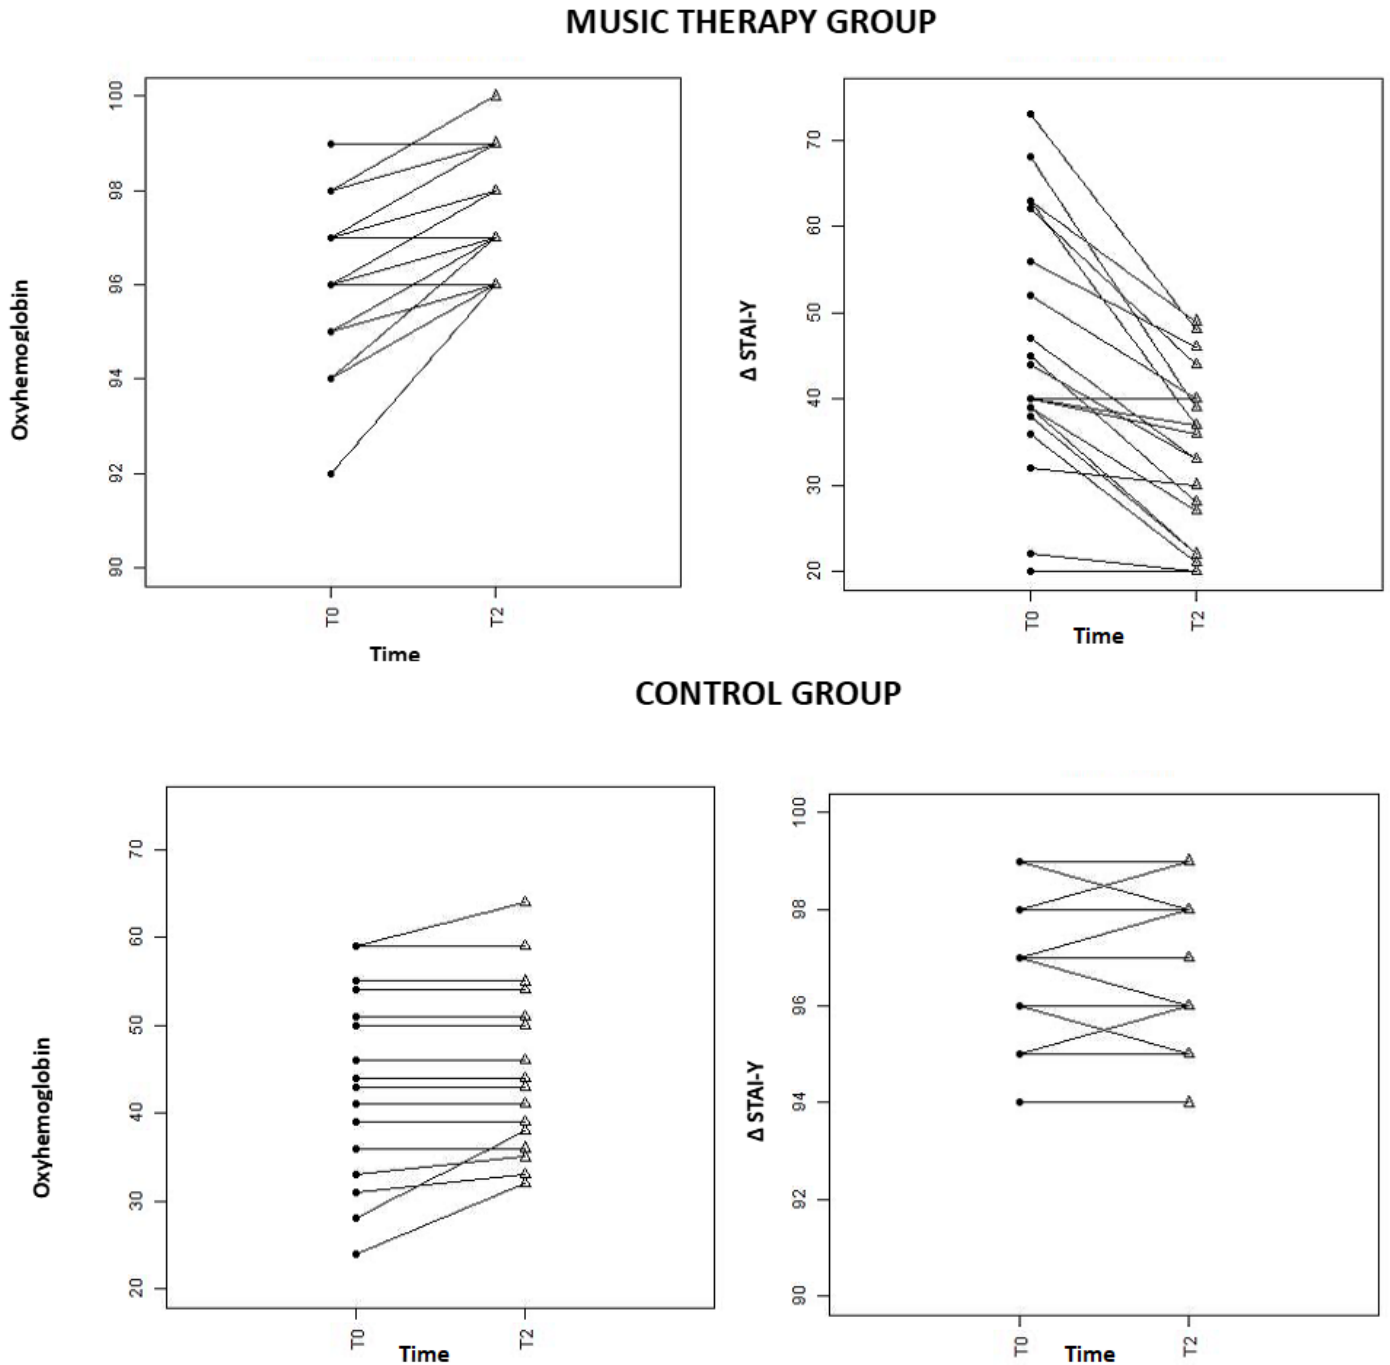 MUSIC THERAPY GROUP
100
98
96
94
92
90
Oxyhemoglobin
T0
T2
Time
70
60
50
40
30
20
Δ STAI-Y
T0
T2
Time
CONTROL GROUP
70
60
50
40
30
20
Oxyhemoglobin
T0
T2
Time
100
98
96
94
92
90
Δ STAI-Y
T0
T2
Time